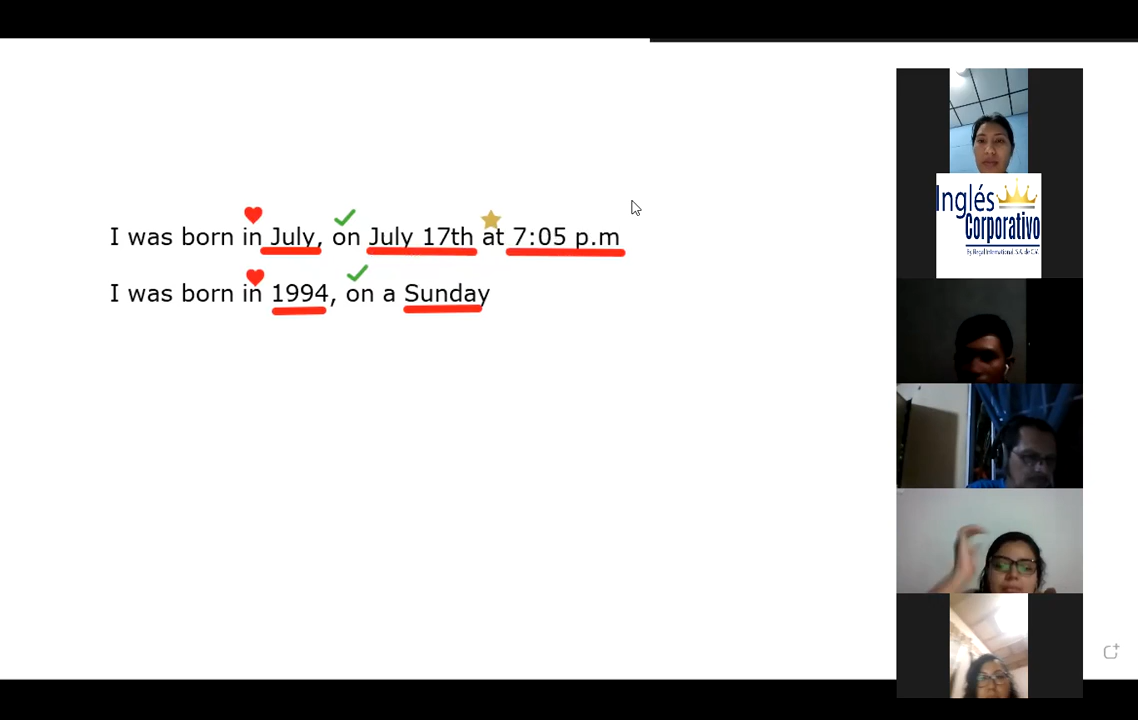 I was born in July, on July 17th at 7:05 p.m
I was born in 1994, on a Sunday
Inglés
Corporativo